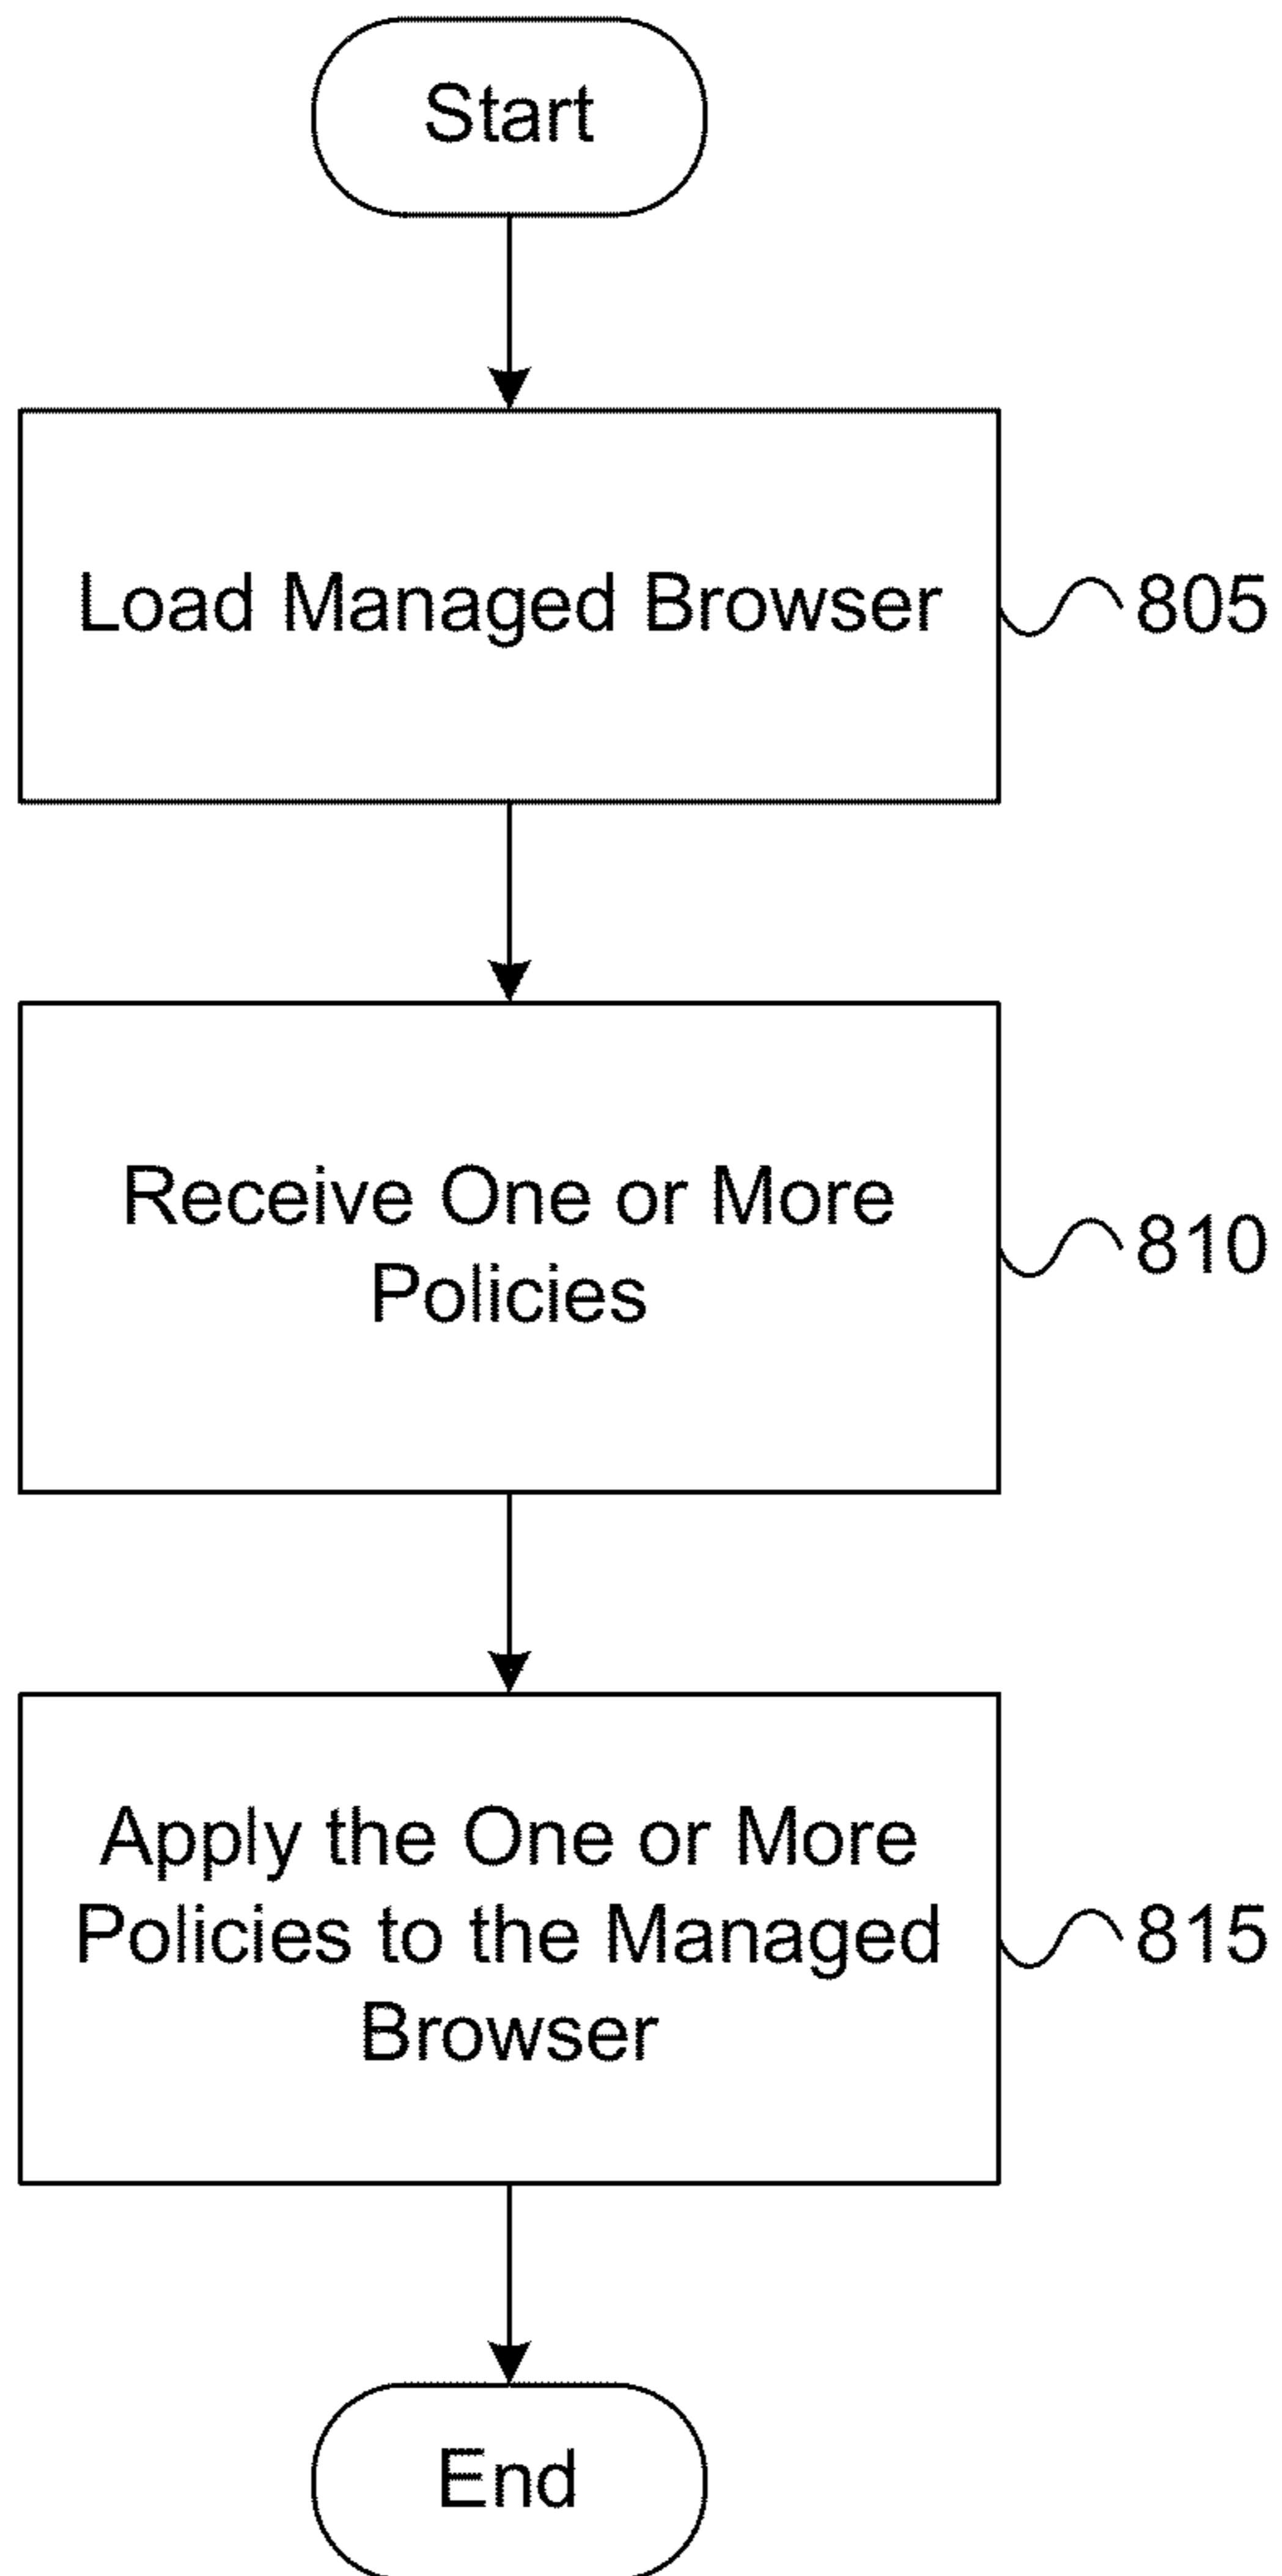 Start
Load Managed Browser
805
Receive One or More
Policies
810
Apply the One or More
Policies to the Managed
Browser
815
End